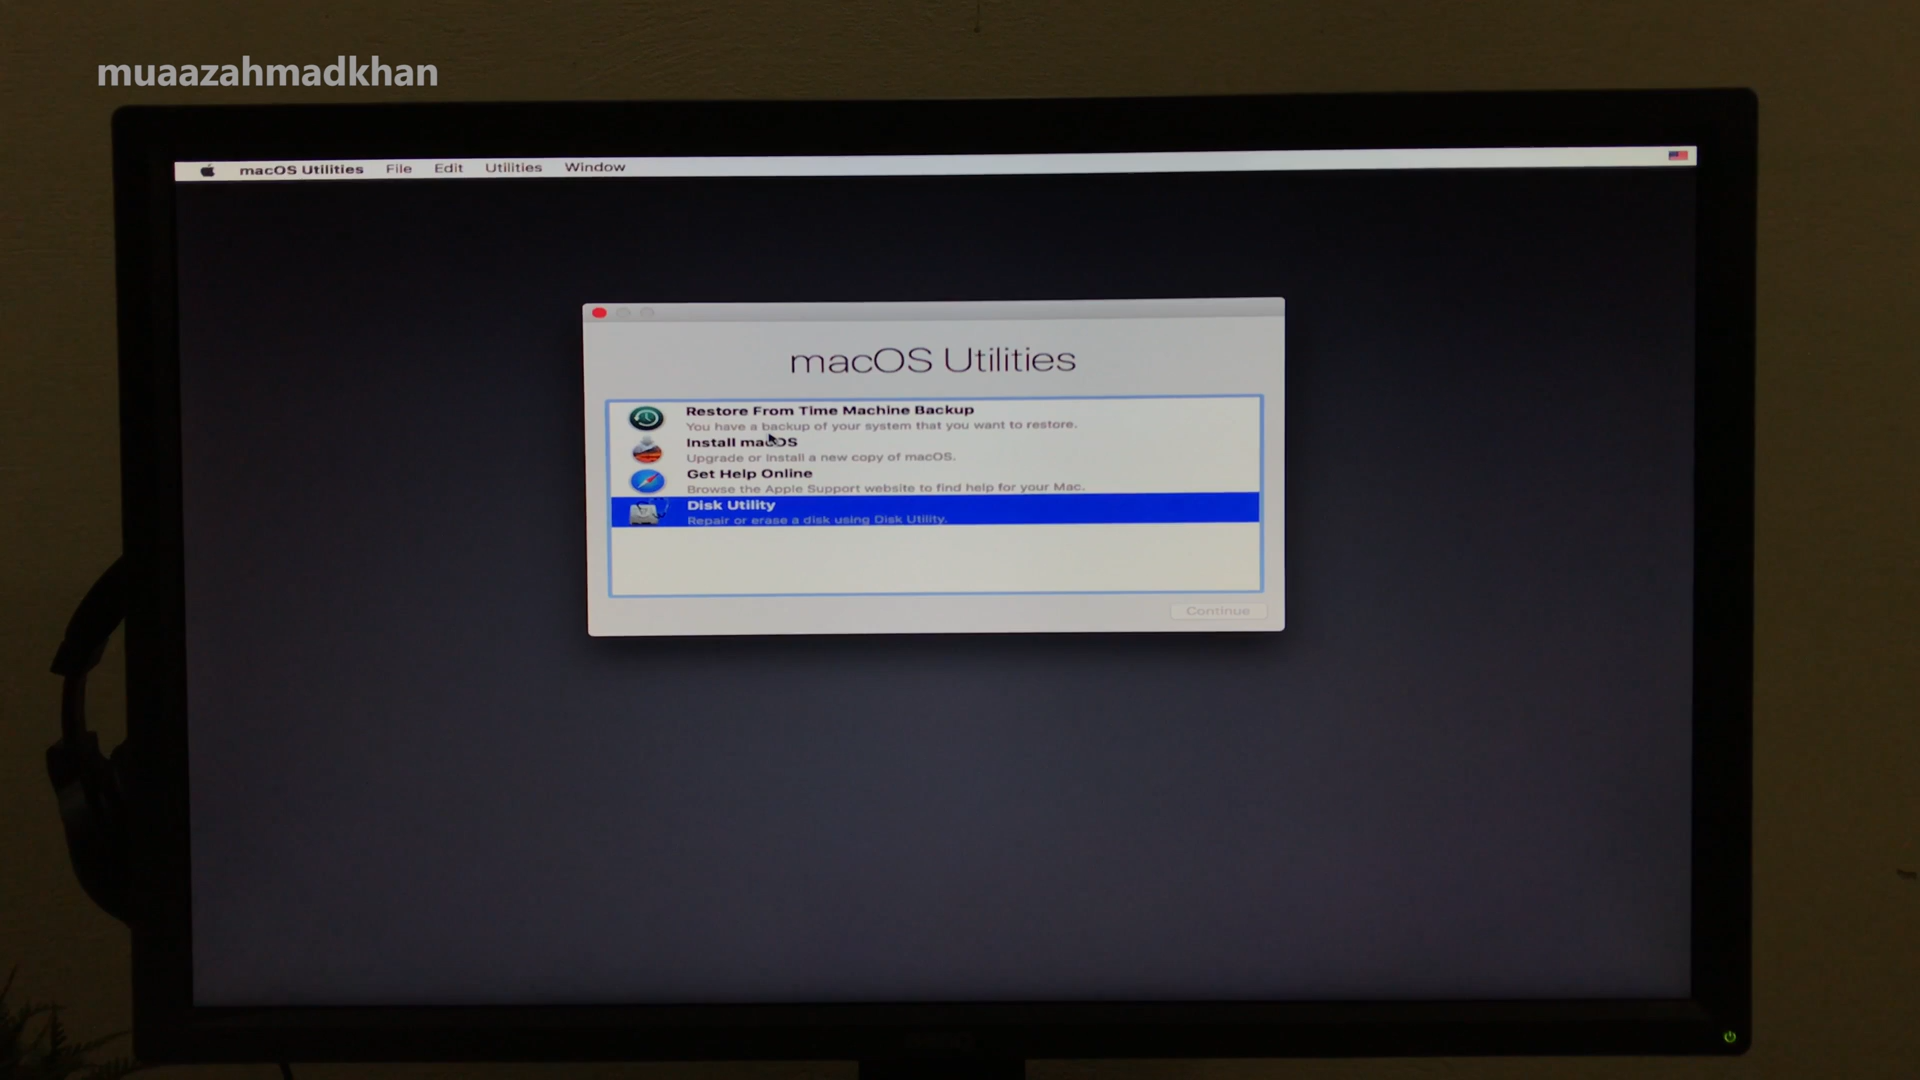 muaazahmadkhan
macOS Utilities File Edit Utilities Window
macOS Utilities
Restore From Time Machine Backup
You have a backup of your system that you want to restore.
Install macOS
Upgrade or Install a new copy of macOS.
Get Help Online
Browse the Apple Support website to find help for your Mac.
Disk Utility
Repair or erase a disk using Disk Utility.
Continue